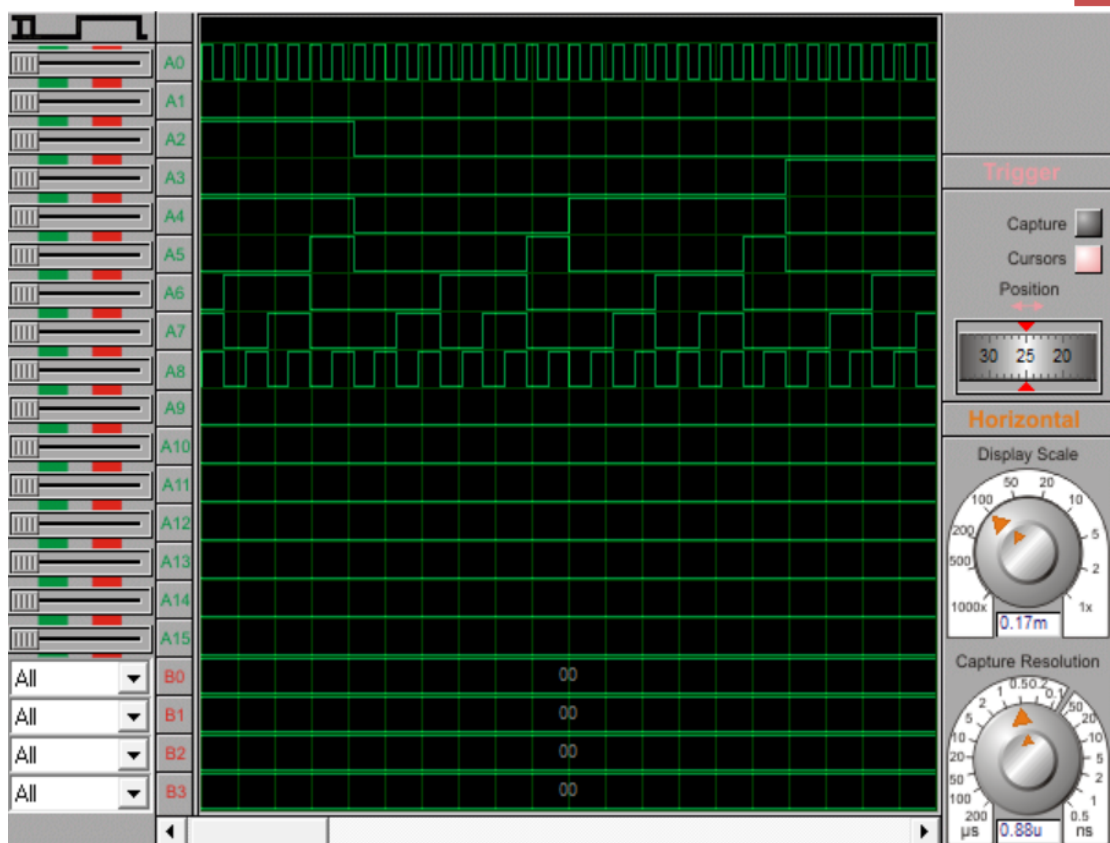 A0
A1
A2
A3
A4
A5
A6
A7
A8
A9
A10
A11
A12
A13
A14
A15
All B0 00
All B1 00
All B2 00
All B3 00
Trigger
Capture
Cursors
Position
30 25 20
Horizontal
Display Scale
50 20
100 10
200 5
500 2
1000x 1x
0.17m
Capture Resolution
1 0.5 0.2 0.1
2 50
5 20
10 10
20 5
50 2
100 1
200 0.5
µs 0.88u ns